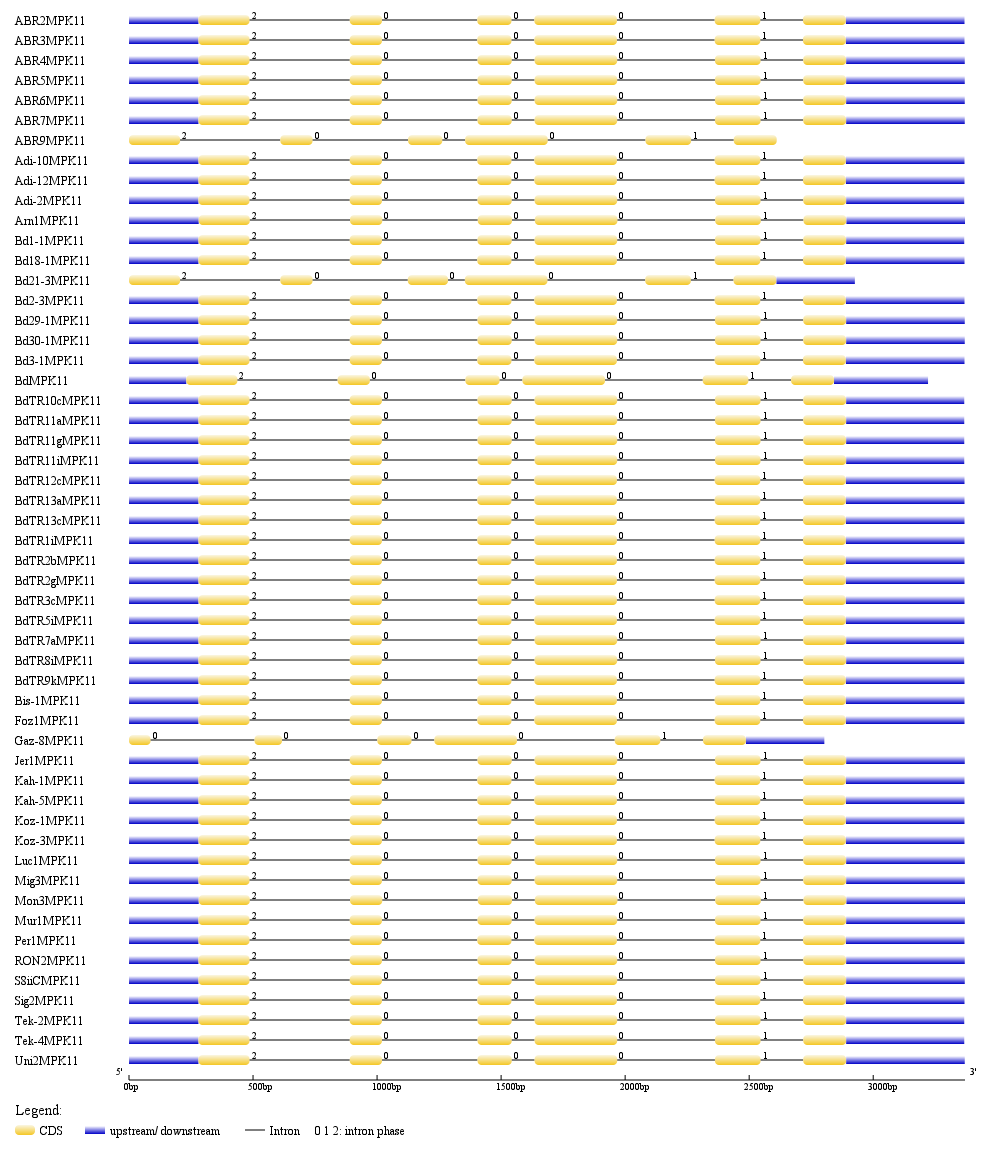 ABR2MPK11 2 0 0 0 1
ABR3MPK11 2 0 0 0 1
ABR4MPK11 2 0 0 0 1
ABR5MPK11 2 0 0 0 1
ABR6MPK11 2 0 0 0 1
ABR7MPK11 2 0 0 0 1
ABR9MPK11 2 0 0 0 1
Adi-10MPK11 2 0 0 0 1
Adi-12MPK11 2 0 0 0 1
Adi-2MPK11 2 0 0 0 1
Arn1MPK11 2 0 0 0 1
Bd1-1MPK11 2 0 0 0 1
Bd18-1MPK11 2 0 0 0 1
Bd21-3MPK11 2 0 0 0 1
Bd2-3MPK11 2 0 0 0 1
Bd29-1MPK11 2 0 0 0 1
Bd30-1MPK11 2 0 0 0 1
Bd3-1MPK11 2 0 0 0 1
BdMPK11 2 0 0 0 1
BdTR10cMPK11 2 0 0 0 1
BdTR11aMPK11 2 0 0 0 1
BdTR11gMPK11 2 0 0 0 1
BdTR11iMPK11 2 0 0 0 1
BdTR12cMPK11 2 0 0 0 1
BdTR13aMPK11 2 0 0 0 1
BdTR13cMPK11 2 0 0 0 1
BdTR1iMPK11 2 0 0 0 1
BdTR2bMPK11 2 0 0 0 1
BdTR2gMPK11 2 0 0 0 1
BdTR3cMPK11 2 0 0 0 1
BdTR5iMPK11 2 0 0 0 1
BdTR7aMPK11 2 0 0 0 1
BdTR8iMPK11 2 0 0 0 1
BdTR9kMPK11 2 0 0 0 1
Bis-1MPK11 2 0 0 0 1
Foz1MPK11 2 0 0 0 1
Gaz-8MPK11 0 0 0 0 1
Jer1MPK11 2 0 0 0 1
Kah-1MPK11 2 0 0 0 1
Kah-5MPK11 2 0 0 0 1
Koz-1MPK11 2 0 0 0 1
Koz-3MPK11 2 0 0 0 1
Luc1MPK11 2 0 0 0 1
Mig3MPK11 2 0 0 0 1
Mon3MPK11 2 0 0 0 1
Mur1MPK11 2 0 0 0 1
Per1MPK11 2 0 0 0 1
RON2MPK11 2 0 0 0 1
S8iiCMPK11 2 0 0 0 1
Sig2MPK11 2 0 0 0 1
Tek-2MPK11 2 0 0 0 1
Tek-4MPK11 2 0 0 0 1
Uni2MPK11 2 0 0 0 1
5' 3'
0bp 500bp 1000bp 1500bp 2000bp 2500bp 3000bp
Legend:
CDS upstream/ downstream Intron 0 1 2: intron phase